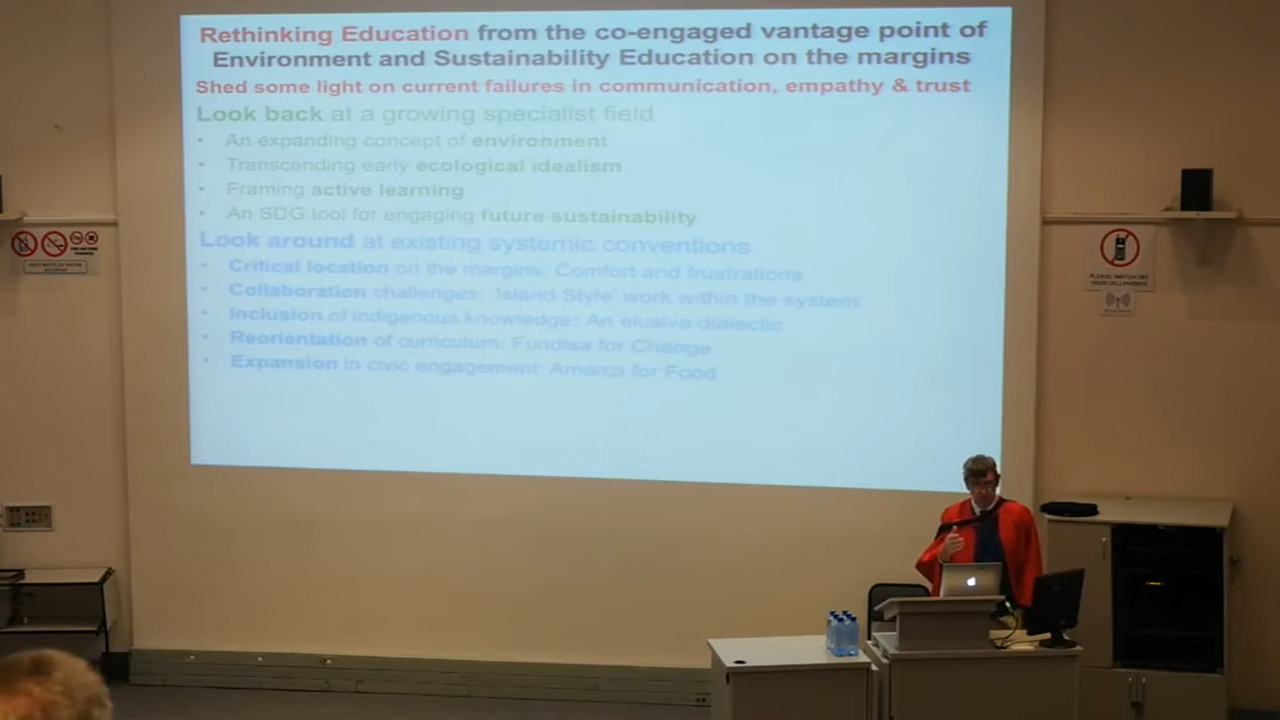 Rethinking Education from the co-engaged vantage point of
Environment and Sustainability Education on the margins
Shed some light on current failures in communication, empathy & trust
Look back at a growing specialist field
• An expanding concept of environment
• Transcending early ecological idealism
• Framing active learning
• An SDG tool for engaging future sustainability
Look around at existing systemic conventions
• Critical location on the margins: Comfort and frustrations
• Collaboration challenges: 'Island Style' work within the system
• Inclusion of indigenous knowledge: An elusive dialectic
• Reorientation of curriculum: Fundisa for Change
• Expansion in civic engagement: Amanzi for Food
PLEASE SWITCH OFF
YOUR CELLPHONES